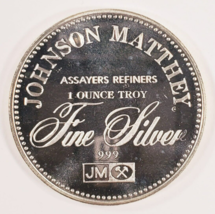 JOHNSON MATTHEY
ASSAYERS REFINERS
1 OUNCE TROY
Fine Silver
999
JM